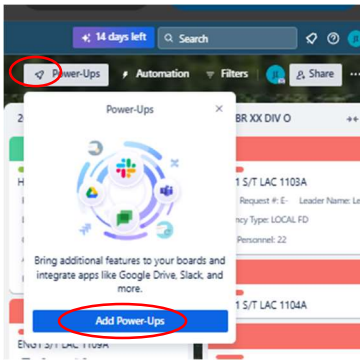 14 days left
Search
Power-Ups
Automation
Filters
Share
Power-Ups
BR XX DIV O
Bring additional features to your boards and
integrate apps like Google Drive, Slack, and
more.
Add Power-Ups
1 S/T LAC 1103A
Request #: E- Leader Name: Le
ncy Type: LOCAL FD
Personnel: 22
1 S/T LAC 1104A
ENG1 S/T LAC 1109A